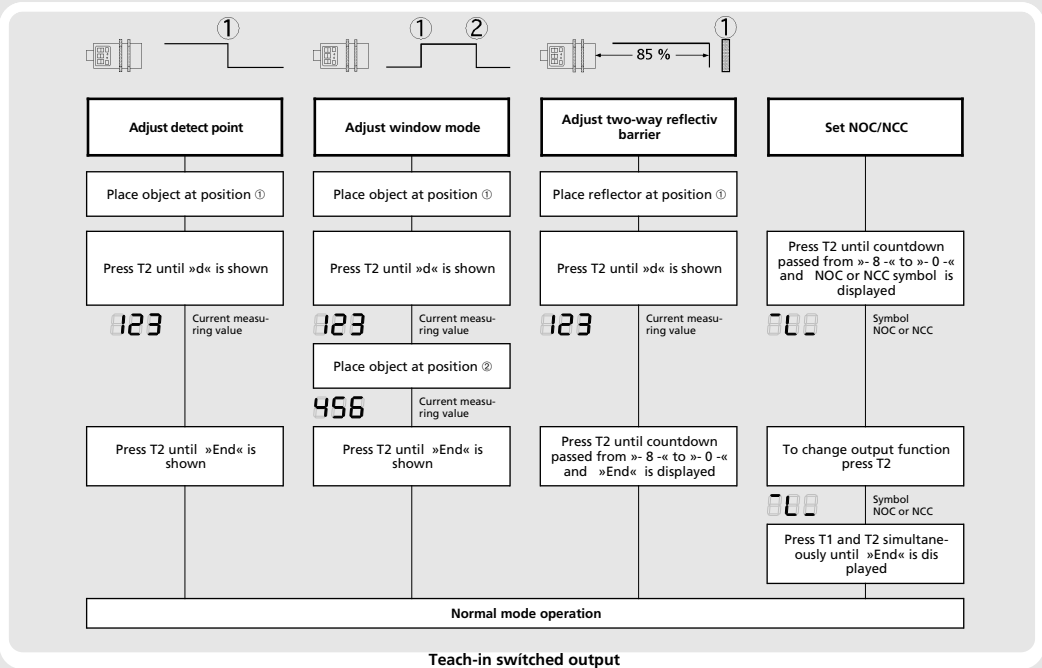 ①
① ②
①
85 %
Adjust detect point
Adjust window mode
Adjust two-way reflectiv
barrier
Set NOC/NCC
Place object at position ①
Place object at position ①
Place reflector at position ①
Press T2 until »d« is shown
Press T2 until »d« is shown
Press T2 until »d« is shown
Press T2 until countdown
passed from »- 8 -« to »- 0 -«
and NOC or NCC symbol is
displayed
123
Current measu-
ring value
123
Current measu-
ring value
123
Current measu-
ring value
Symbol
NOC or NCC
Place object at position ②
456
Current measu-
ring value
Press T2 until »End« is
shown
Press T2 until »End« is
shown
Press T2 until countdown
passed from »- 8 -« to »- 0 -«
and »End« is displayed
To change output function
press T2
Symbol
NOC or NCC
Press T1 and T2 simultane-
ously until »End« is dis
played
Normal mode operation
Teach-in swítched output